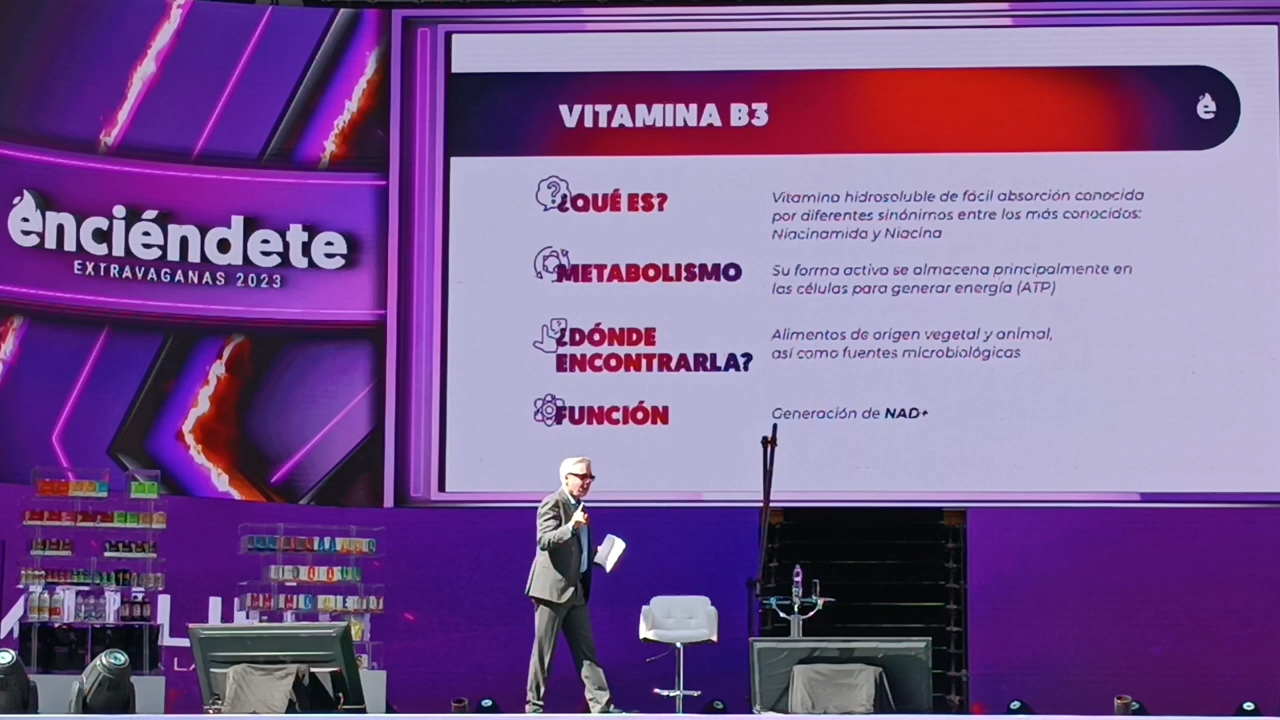 VITAMINA B3
e
enciéndete
EXTRAVAGANAS 2023
¿QUÉ ES?
Vitamina hidrosoluble de fácil absorción conocida
por diferentes sinónimos entre los más conocidos:
Niacinamida y Niacina
METABOLISMO
Su forma activa se almacena principalmente en
las células para generar energía (ATP)
¿DÓNDE
ENCONTRARLA?
Alimentos de origen vegetal y animal,
así como fuentes microbiológicas
FUNCIÓN
Generación de NAD+